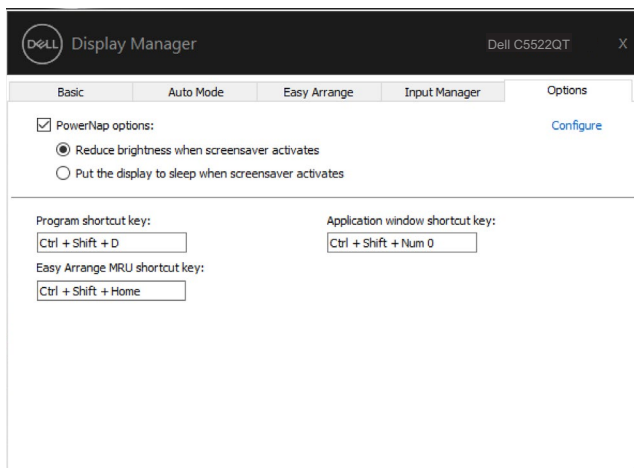 DELL Display Manager Dell C5522QT X
Basic Auto Mode Easy Arrange Input Manager Options
PowerNap options: Configure
Reduce brightness when screensaver activates
Put the display to sleep when screensaver activates
Program shortcut key: Application window shortcut key:
Ctrl + Shift + D Ctrl + Shift + Num 0
Easy Arrange MRU shortcut key:
Ctrl + Shift + Home